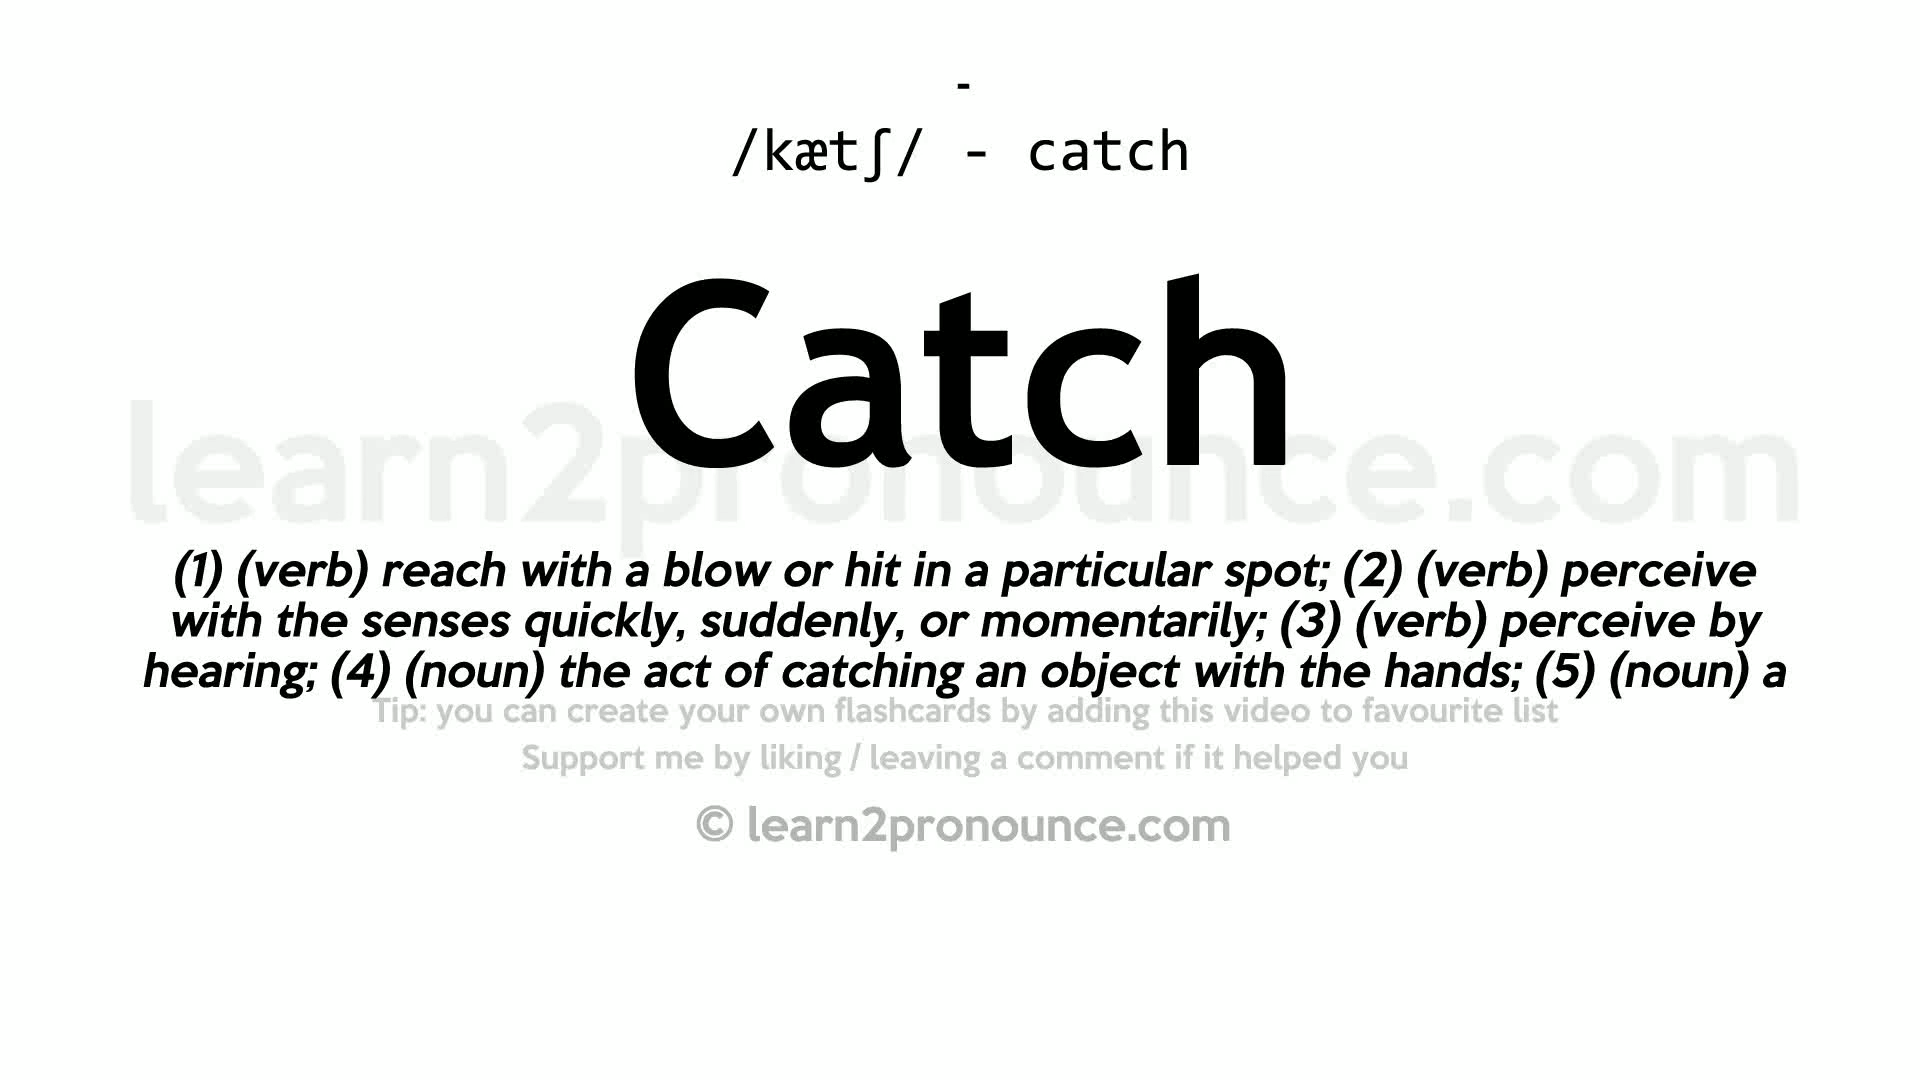 -
/kætʃ/ - catch
Catch
learn2pronounce.com
(1) (verb) reach with a blow or hit in a particular spot; (2) (verb) perceive
with the senses quickly, suddenly, or momentarily; (3) (verb) perceive by
hearing; (4) (noun) the act of catching an object with the hands; (5) (noun) a
Tip: you can create your own flashcards by adding this video to favourite list
Support me by liking / leaving a comment if it helped you
© learn2pronounce.com